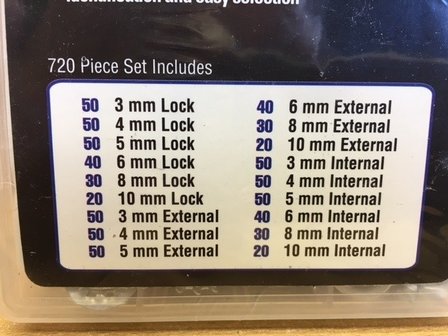 identification and easy selection
720 Piece Set Includes
50 3 mm Lock
50 4 mm Lock
50 5 mm Lock
40 6 mm Lock
30 8 mm Lock
20 10 mm Lock
50 3 mm External
50 4 mm External
50 5 mm External
40 6 mm External
30 8 mm External
20 10 mm External
50 3 mm Internal
50 4 mm Internal
50 5 mm Internal
40 6 mm Internal
30 8 mm Internal
20 10 mm Internal